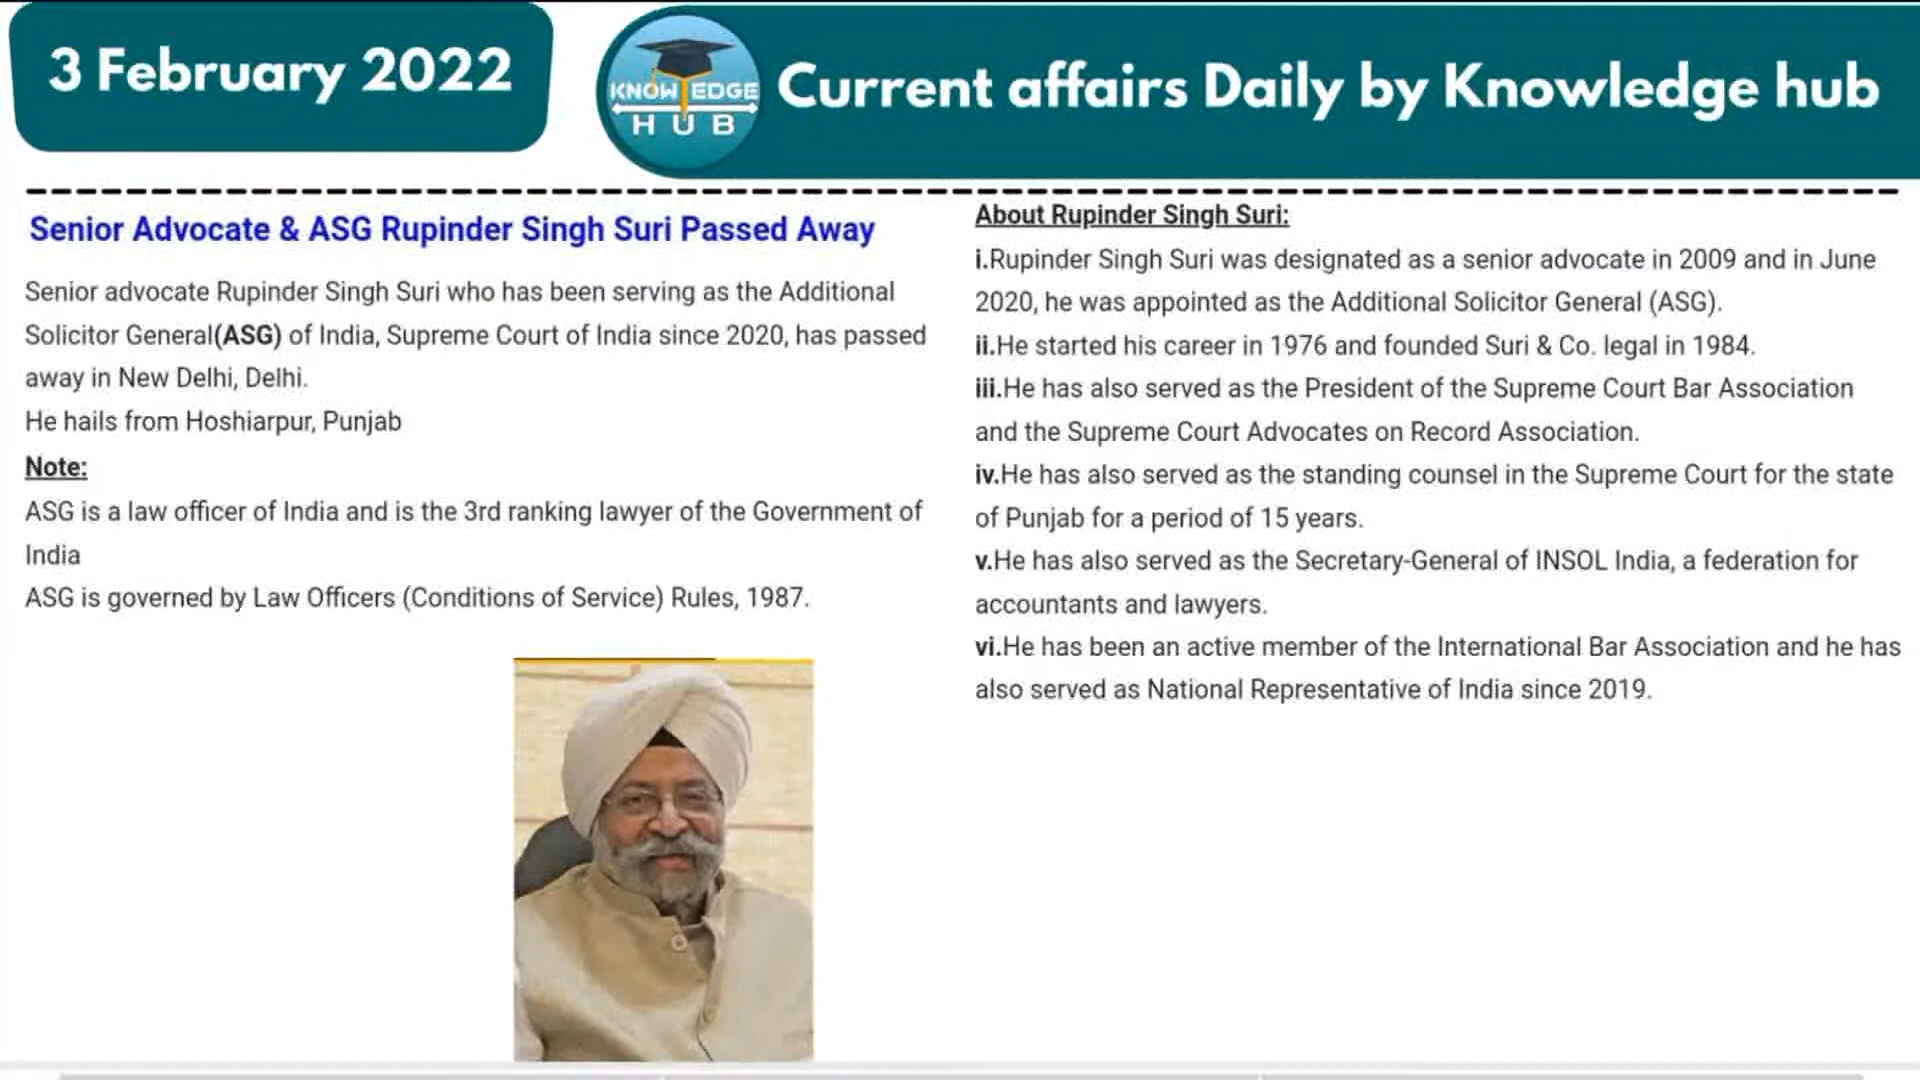 3 February 2022
KNOWLEDGE
HUB
Current affairs Daily by Knowledge hub
Senior Advocate & ASG Rupinder Singh Suri Passed Away
Senior advocate Rupinder Singh Suri who has been serving as the Additional
Solicitor General(ASG) of India, Supreme Court of India since 2020, has passed
away in New Delhi, Delhi.
He hails from Hoshiarpur, Punjab
Note:
ASG is a law officer of India and is the 3rd ranking lawyer of the Government of
India
ASG is governed by Law Officers (Conditions of Service) Rules, 1987.
About Rupinder Singh Suri:
i.Rupinder Singh Suri was designated as a senior advocate in 2009 and in June
2020, he was appointed as the Additional Solicitor General (ASG).
ii.He started his career in 1976 and founded Suri & Co. legal in 1984.
iii.He has also served as the President of the Supreme Court Bar Association
and the Supreme Court Advocates on Record Association.
iv.He has also served as the standing counsel in the Supreme Court for the state
of Punjab for a period of 15 years.
v.He has also served as the Secretary-General of INSOL India, a federation for
accountants and lawyers.
vi.He has been an active member of the International Bar Association and he has
also served as National Representative of India since 2019.